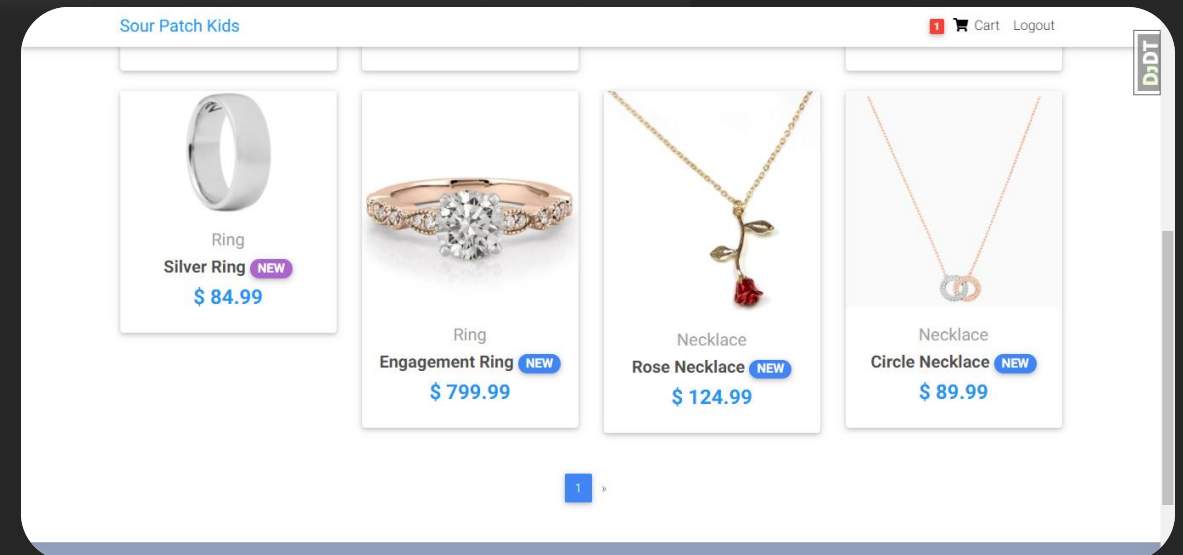 Sour Patch Kids
1 Cart Logout
DjDT
Ring
Silver Ring NEW
$ 84.99
Ring
Engagement Ring NEW
$ 799.99
Necklace
Rose Necklace NEW
$ 124.99
Necklace
Circle Necklace NEW
$ 89.99
1 »